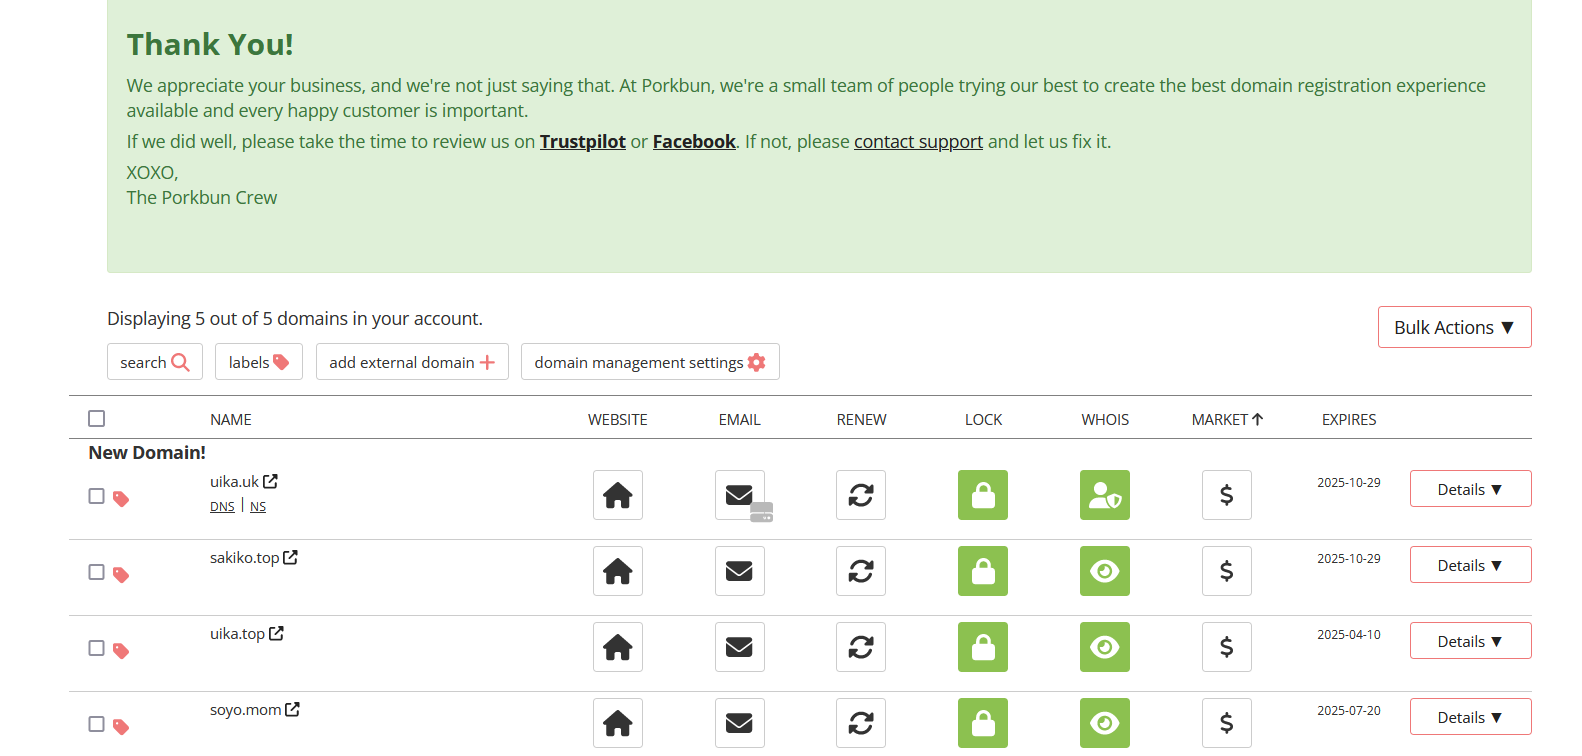 Thank You!
We appreciate your business, and we're not just saying that. At Porkbun, we're a small team of people trying our best to create the best domain registration experience
available and every happy customer is important.
If we did well, please take the time to review us on Trustpilot or Facebook. If not, please contact support and let us fix it.
XOXO,
The Porkbun Crew
Displaying 5 out of 5 domains in your account.
Bulk Actions ▼
search labels add external domain domain management settings
NAME WEBSITE EMAIL RENEW LOCK WHOIS MARKET EXPIRES
New Domain!
uika.uk 2025-10-29 Details ▼
DNS | NS
sakiko.top 2025-10-29 Details ▼
uika.top 2025-04-10 Details ▼
soyo.mom 2025-07-20 Details ▼